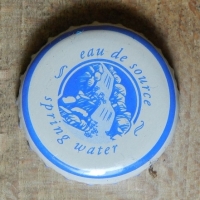 eau de source
spring water